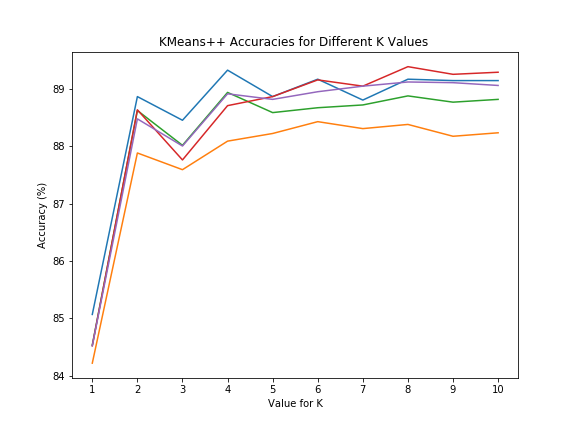 KMeans++ Accuracies for Different K Values
89
88
87
86
85
84
Accuracy (%)
1 2 3 4 5 6 7 8 9 10
Value for K